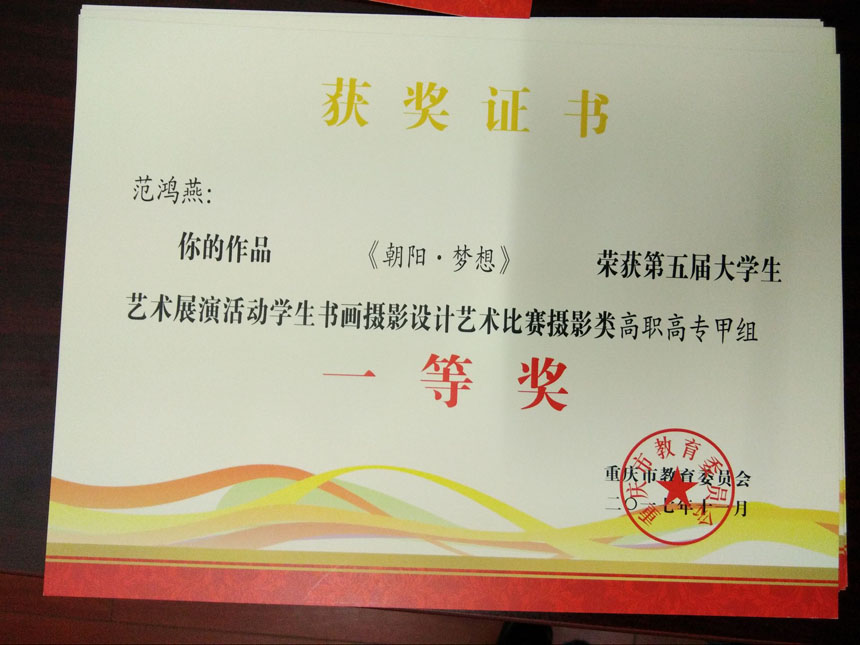 获奖证书
范鸿燕：
你的作品 《朝阳·梦想》 荣获第五届大学生
艺术展演活动学生书画摄影设计艺术比赛摄影类高职高专甲组
一等奖
重庆市教育委员会
二〇一七年十一月
重庆市教育委员会